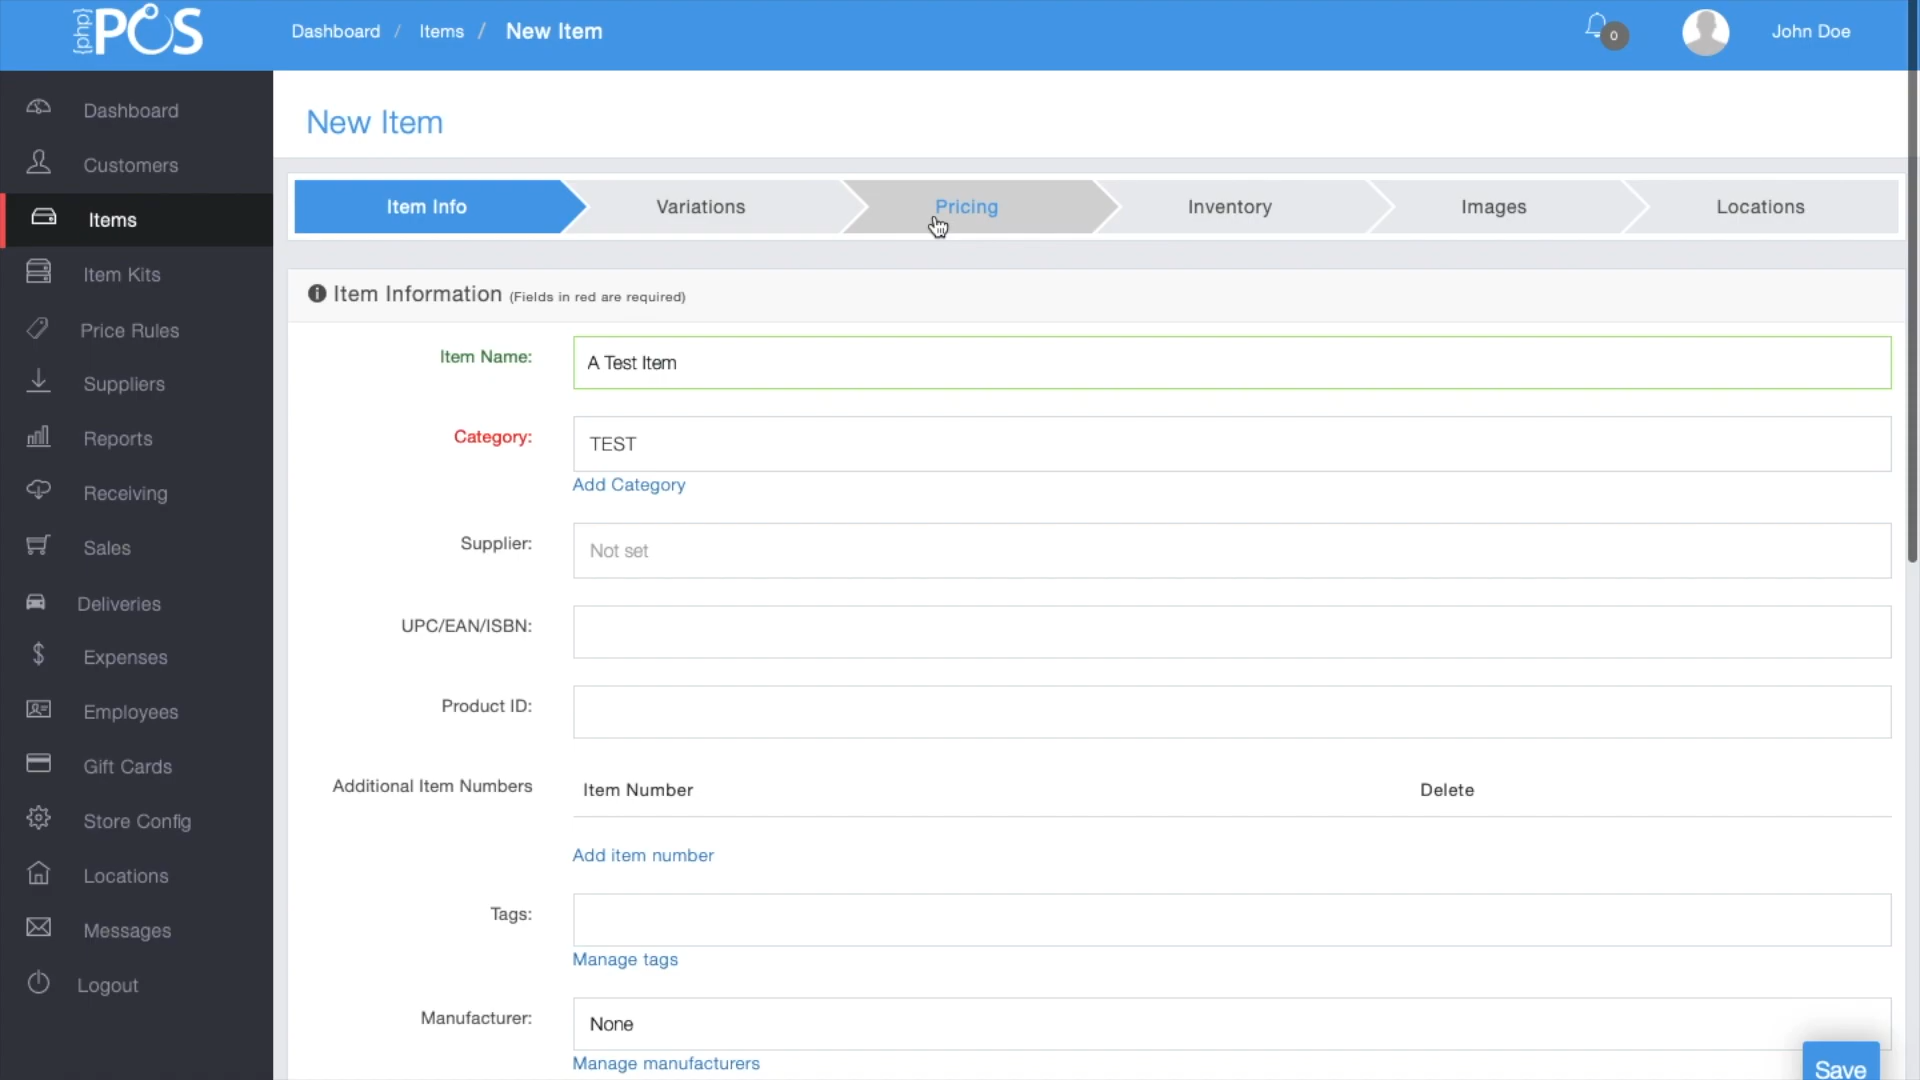 {php} POS
Dashboard / Items / New Item
0
John Doe
Dashboard
Customers
Items
Item Kits
Price Rules
Suppliers
Reports
Receiving
Sales
Deliveries
Expenses
Employees
Gift Cards
Store Config
Locations
Messages
Logout
New Item
Item Info
Variations
Pricing
Inventory
Images
Locations
Item Information (Fields in red are required)
Item Name: A Test Item
Category: TEST
Add Category
Supplier: Not set
UPC/EAN/ISBN:
Product ID:
Additional Item Numbers Item Number Delete
Add item number
Tags:
Manage tags
Manufacturer: None
Manage manufacturers
Save